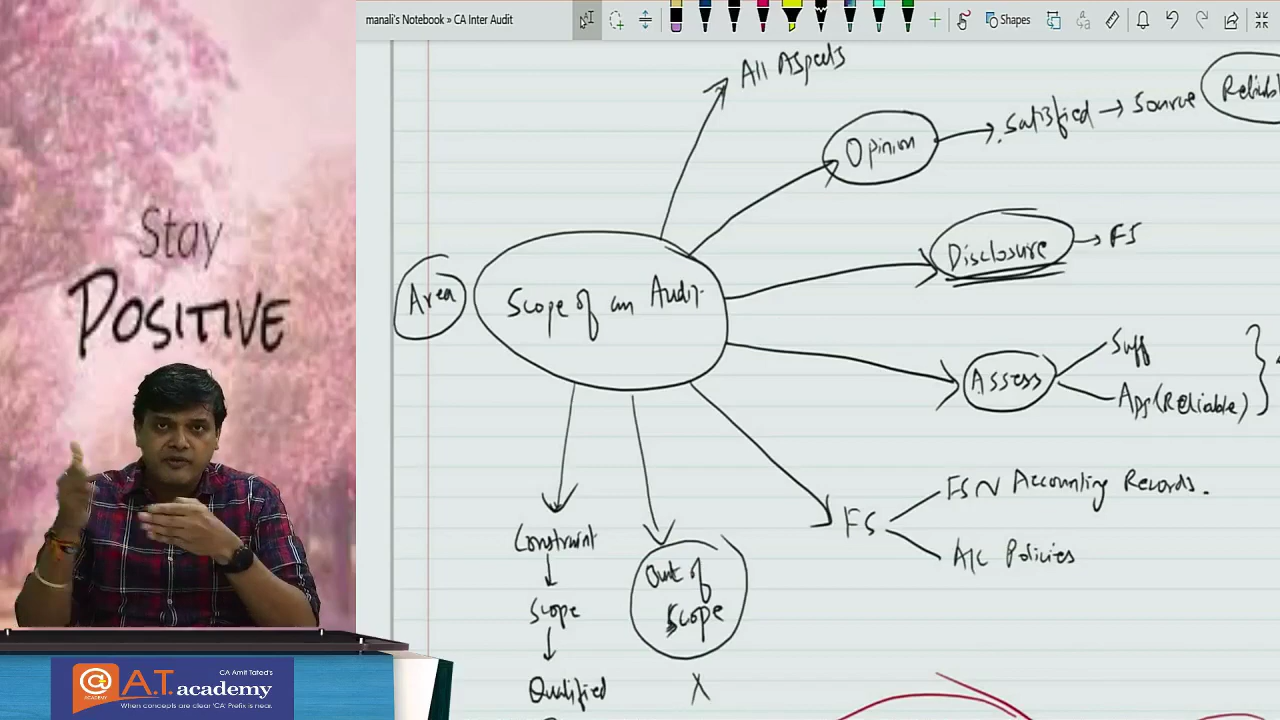 manali's Notebook » CA Inter Audit
Shapes
All Aspects
Opinion
Satisfied → Source
Stay
POSITIVE
Disclosure → FS
Area
Scope of an Audit
Assess
Suff
App (Reliable)
FS
FS ~ Accounting Records.
A/C Policies
Constraint
Scope
Qualified
Out of
Scope
X
@
ACADEMY
CA Amit Tated's
A.T. academy
When concepts are clear 'CA' Prefix is near.